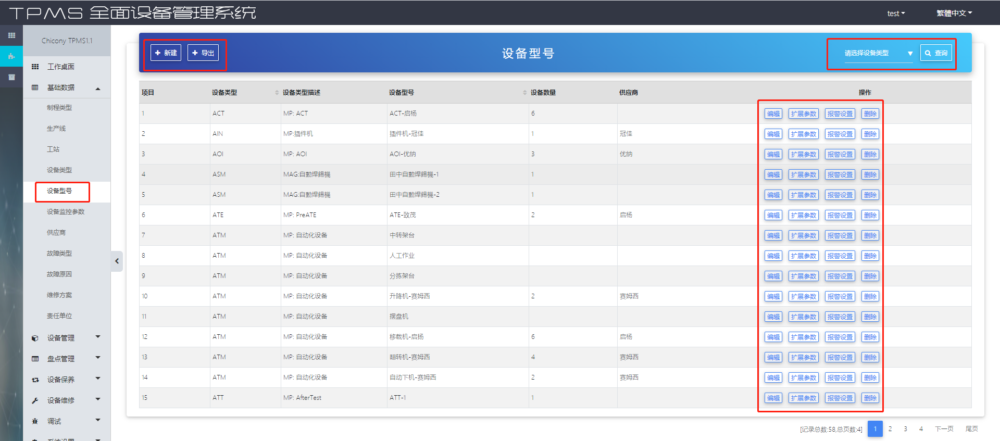 TPMS 全面设备管理系统
test
繁體中文
Chicony TPMS1.1
工作桌面
基础数据
制程类型
生产线
工站
设备类型
设备型号
设备监控参数
供应商
故障类型
故障原因
维修方案
责任单位
设备管理
盘点管理
设备保养
设备维修
调试
系统设置
新建 导出
设备型号
请选择设备类型 查询
项目 设备类型 设备类型描述 设备型号 设备数量 供应商 操作
1 ACT MP: ACT ACT-启杨 6 编辑 扩展参数 报警设置 删除
2 AIN MP:插件机 插件机-冠佳 1 冠佳 编辑 扩展参数 报警设置 删除
3 AOI MP: AOI AOI-优纳 3 优纳 编辑 扩展参数 报警设置 删除
4 ASM MAG:自動焊錫機 田中自動焊錫機-1 1 编辑 扩展参数 报警设置 删除
5 ASM MAG:自動焊錫機 田中自動焊錫機-2 1 编辑 扩展参数 报警设置 删除
6 ATE MP: PreATE ATE-致茂 2 启杨 编辑 扩展参数 报警设置 删除
7 ATM MP: 自动化设备 中转架台 编辑 扩展参数 报警设置 删除
8 ATM MP: 自动化设备 人工作业 编辑 扩展参数 报警设置 删除
9 ATM MP: 自动化设备 分拣架台 编辑 扩展参数 报警设置 删除
10 ATM MP: 自动化设备 升降机-赛姆西 2 赛姆西 编辑 扩展参数 报警设置 删除
11 ATM MP: 自动化设备 摆盘机 编辑 扩展参数 报警设置 删除
12 ATM MP: 自动化设备 移载机-启扬 6 启杨 编辑 扩展参数 报警设置 删除
13 ATM MP: 自动化设备 翻转机-赛姆西 4 赛姆西 编辑 扩展参数 报警设置 删除
14 ATM MP: 自动化设备 自动下机-赛姆西 2 赛姆西 编辑 扩展参数 报警设置 删除
15 ATT MP: AfterTest ATT-1 1 编辑 扩展参数 报警设置 删除
[记录总数:58,总页数:4] 1 2 3 4 下一页 尾页